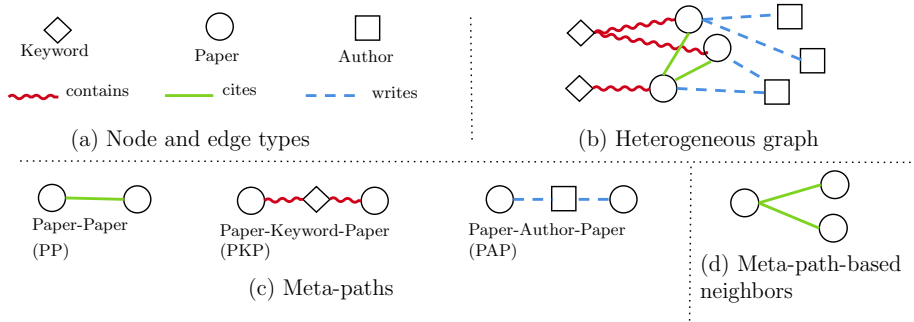 Keyword
Paper
Author
contains
cites
writes
(a) Node and edge types
(b) Heterogeneous graph
Paper-Paper
(PP)
Paper-Keyword-Paper
(PKP)
Paper-Author-Paper
(PAP)
(c) Meta-paths
(d) Meta-path-based
neighbors